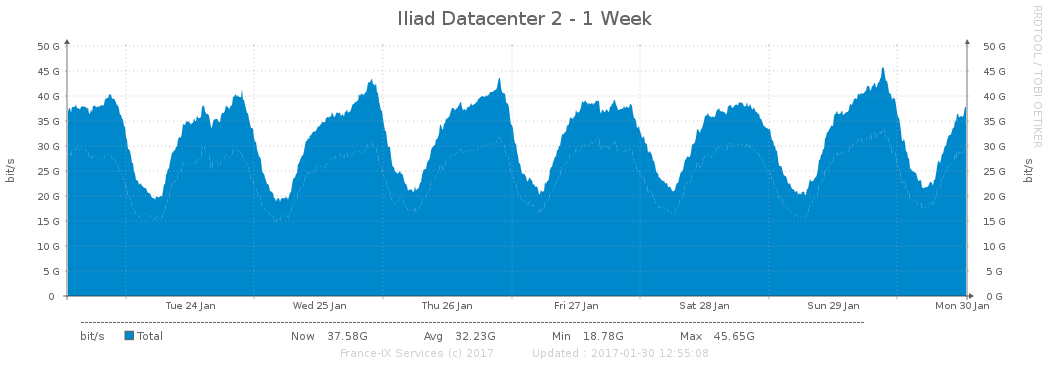 Iliad Datacenter 2 - 1 Week
RRDTOOL / TOBI OETIKER
bit/s
50 G 50 G
45 G 45 G
40 G 40 G
35 G 35 G
30 G 30 G
25 G 25 G
20 G 20 G
15 G 15 G
10 G 10 G
5 G 5 G
0 0 G
bit/s
Tue 24 Jan Wed 25 Jan Thu 26 Jan Fri 27 Jan Sat 28 Jan Sun 29 Jan Mon 30 Jan
bit/s Total Now 37.58G Avg 32.23G Min 18.78G Max 45.65G
France-IX Services (c) 2017 Updated : 2017-01-30 12:55:08